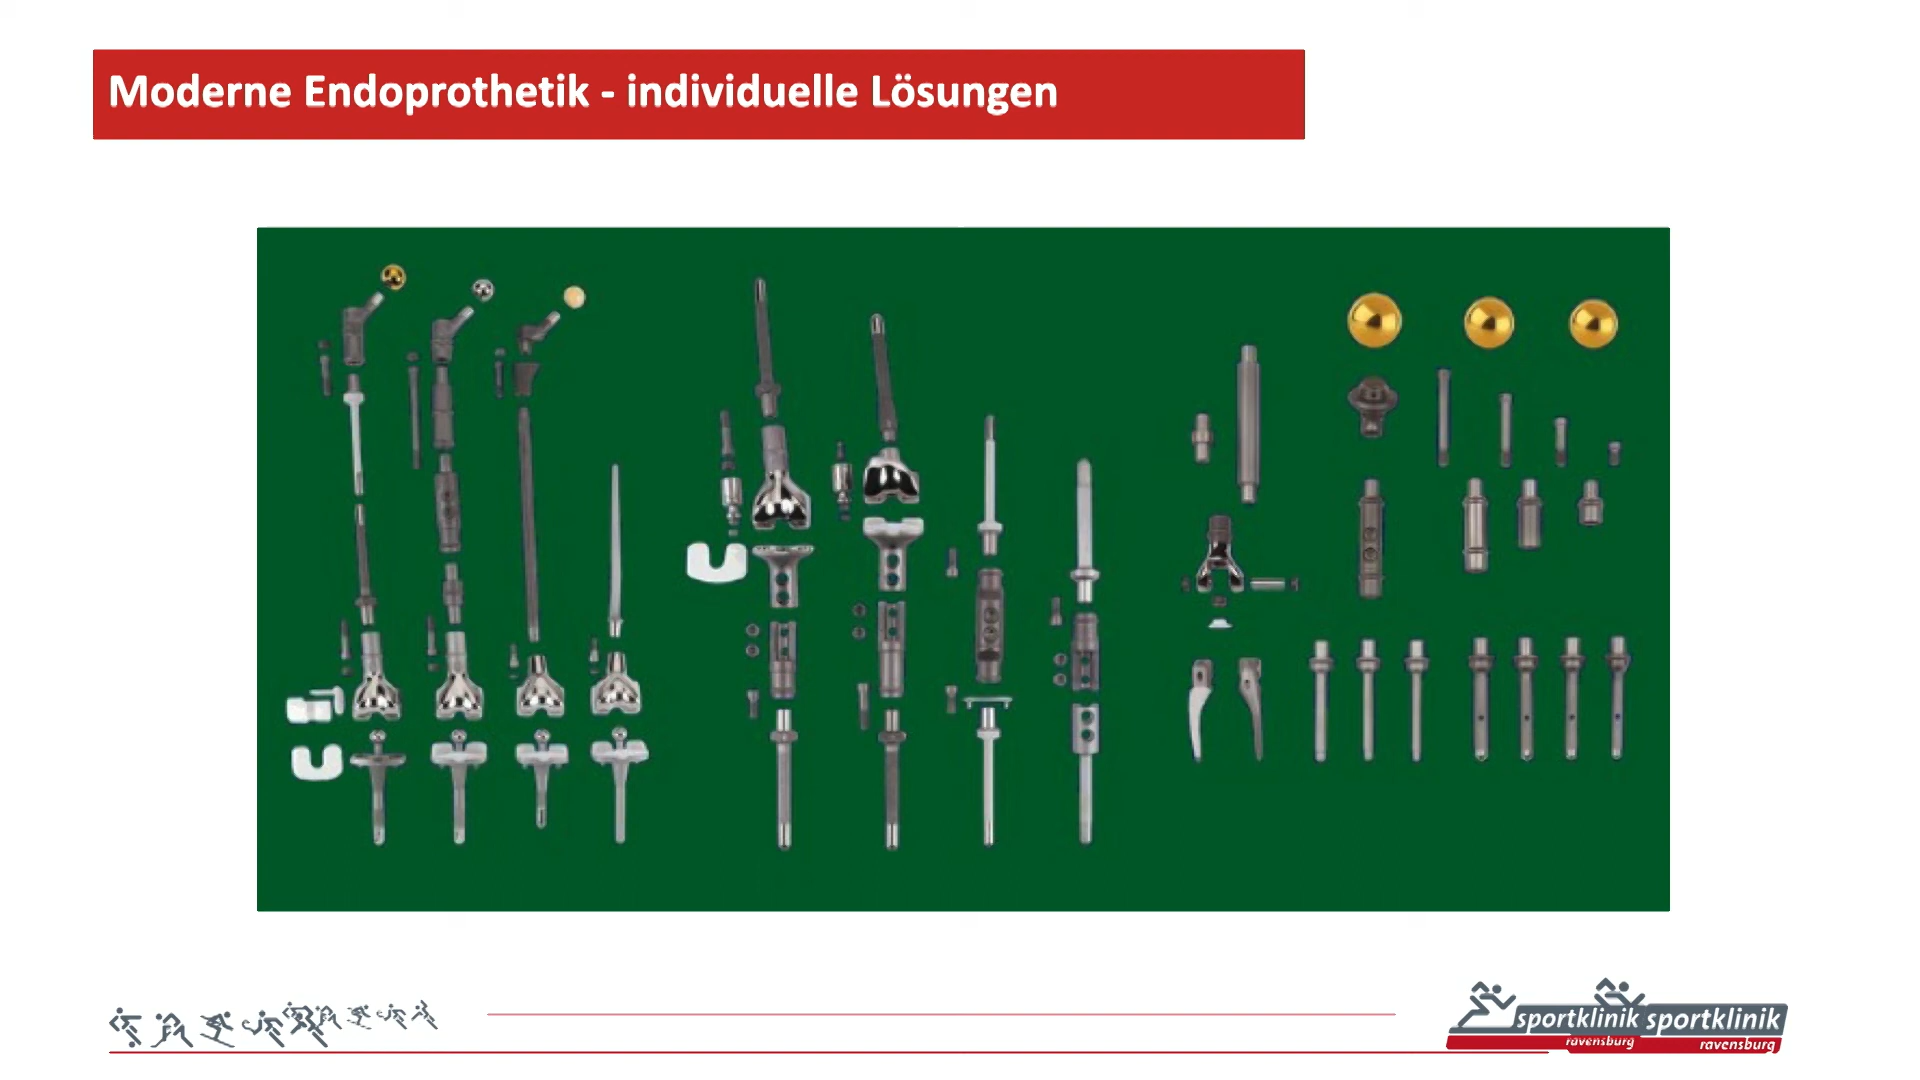 Moderne Endoprothetik - individuelle Lösungen
sportklinik sportklinik
ravensburg
ravensburg